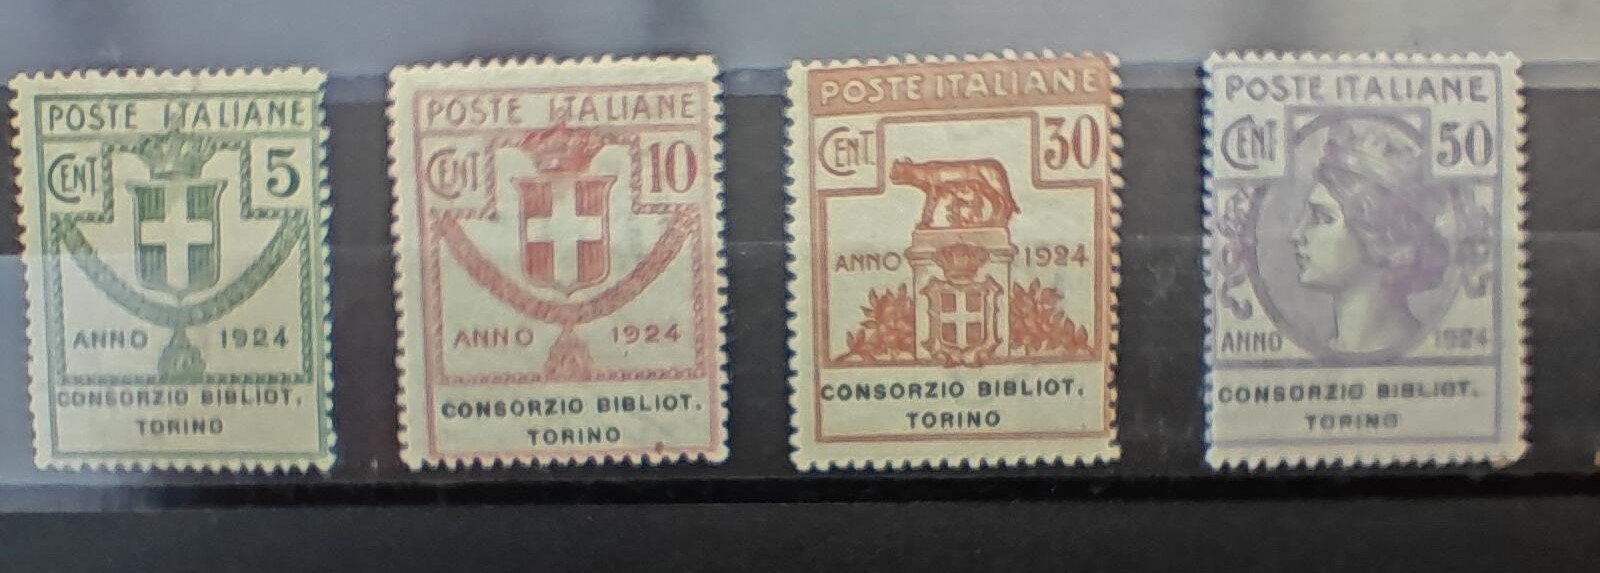 POSTE ITALIANE
CENT 5
ANNO 1924
CONSORZIO BIBLIOT.
TORINO
POSTE ITALIANE
CENT 10
ANNO 1924
CONSORZIO BIBLIOT.
TORINO
POSTE ITALIANE
CENT. 30
ANNO 1924
CONSORZIO BIBLIOT.
TORINO
POSTE ITALIANE
CENT 50
ANNO 1924
CONSORZIO BIBLIOT.
TORINO